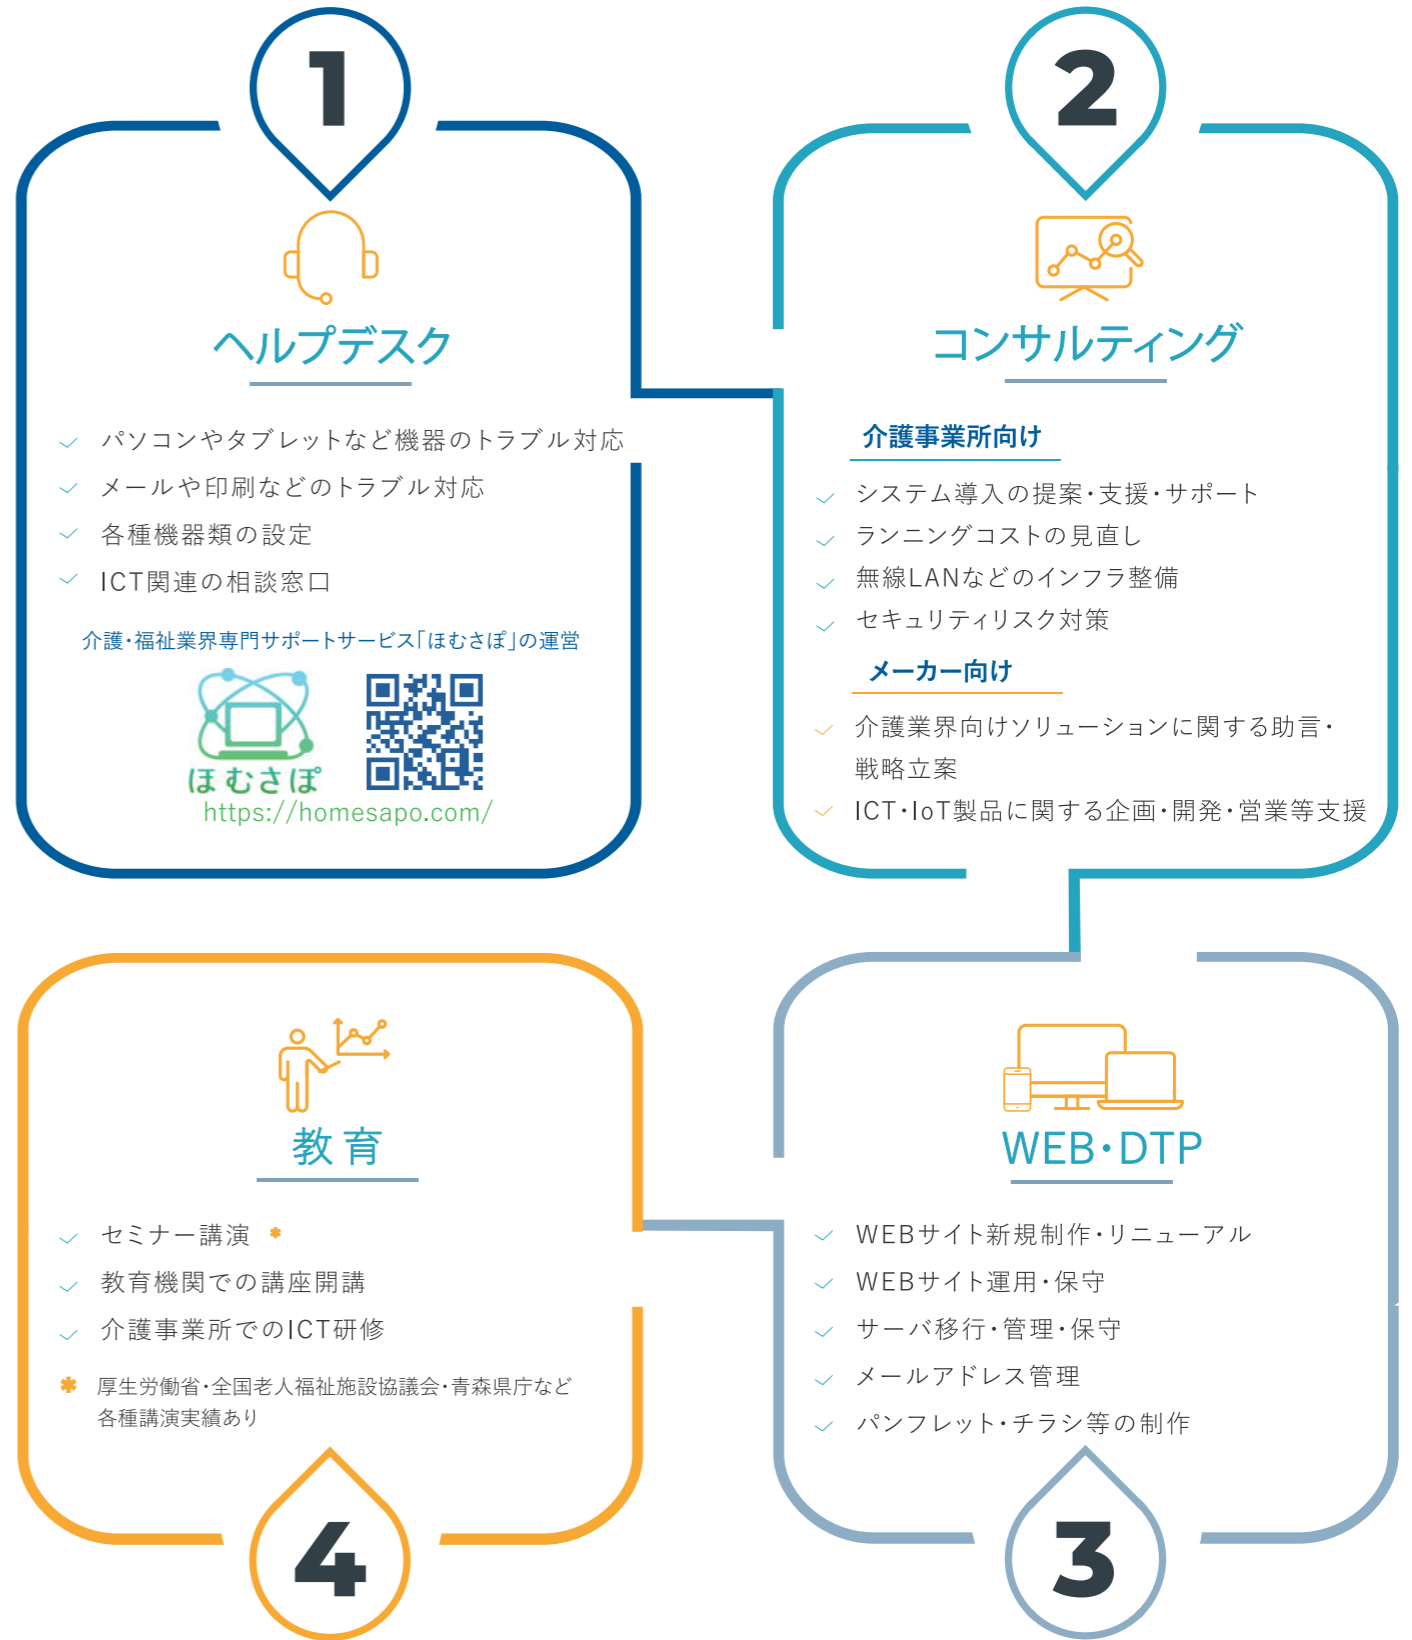 1
ヘルプデスク
パソコンやタブレットなど機器のトラブル対応
メールや印刷などのトラブル対応
各種機器類の設定
ICT関連の相談窓口
介護・福祉業界専門サポートサービス「ほむさぽ」の運営
ほむさぽ
https://homesapo.com/
2
コンサルティング
介護事業所向け
システム導入の提案・支援・サポート
ランニングコストの見直し
無線LANなどのインフラ整備
セキュリティリスク対策
メーカー向け
介護業界向けソリューションに関する助言・
戦略立案
ICT・IoT製品に関する企画・開発・営業等支援
WEB・DTP
WEBサイト新規制作・リニューアル
WEBサイト運用・保守
サーバ移行・管理・保守
メールアドレス管理
パンフレット・チラシ等の制作
3
教育
セミナー講演 *
教育機関での講座開講
介護事業所でのICT研修
* 厚生労働省・全国老人福祉施設協議会・青森県庁など
各種講演実績あり
4